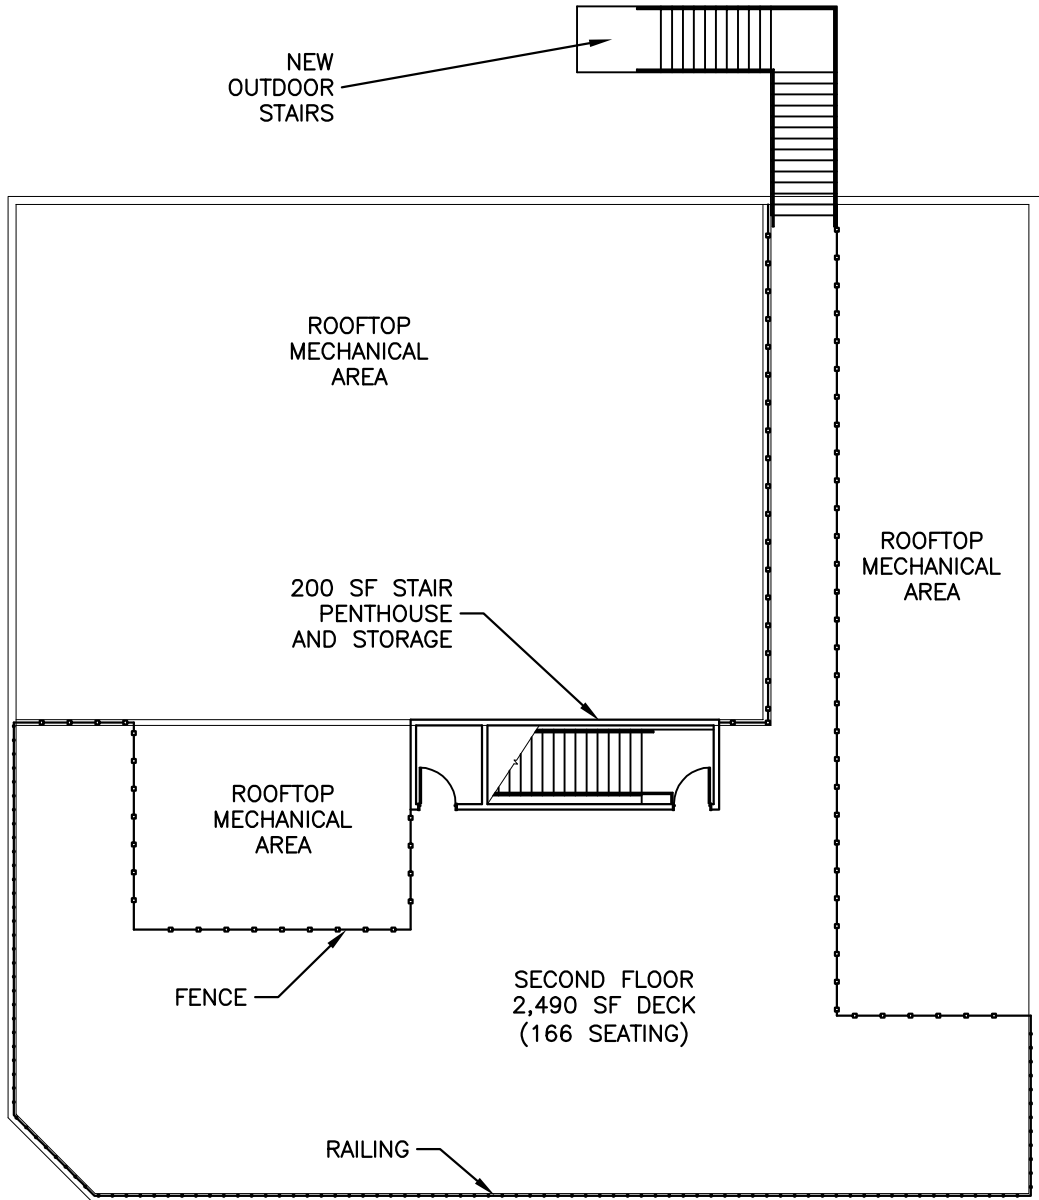 NEW
OUTDOOR
STAIRS
ROOFTOP
MECHANICAL
AREA
ROOFTOP
MECHANICAL
AREA
200 SF STAIR
PENTHOUSE
AND STORAGE
ROOFTOP
MECHANICAL
AREA
FENCE
SECOND FLOOR
2,490 SF DECK
(166 SEATING)
RAILING